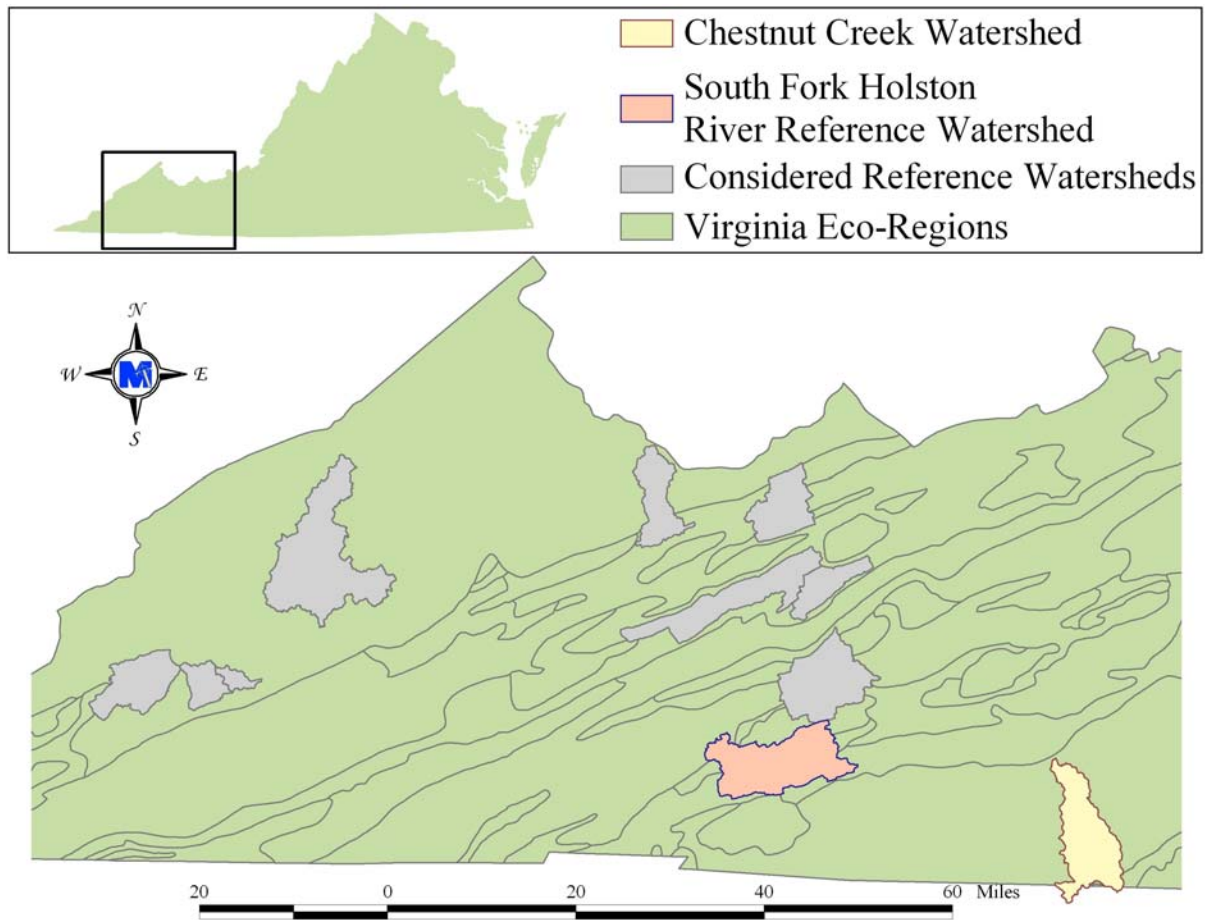 Chestnut Creek Watershed
South Fork Holston
River Reference Watershed
Considered Reference Watersheds
Virginia Eco-Regions
N
W M E
S
20 0 20 40 60 Miles